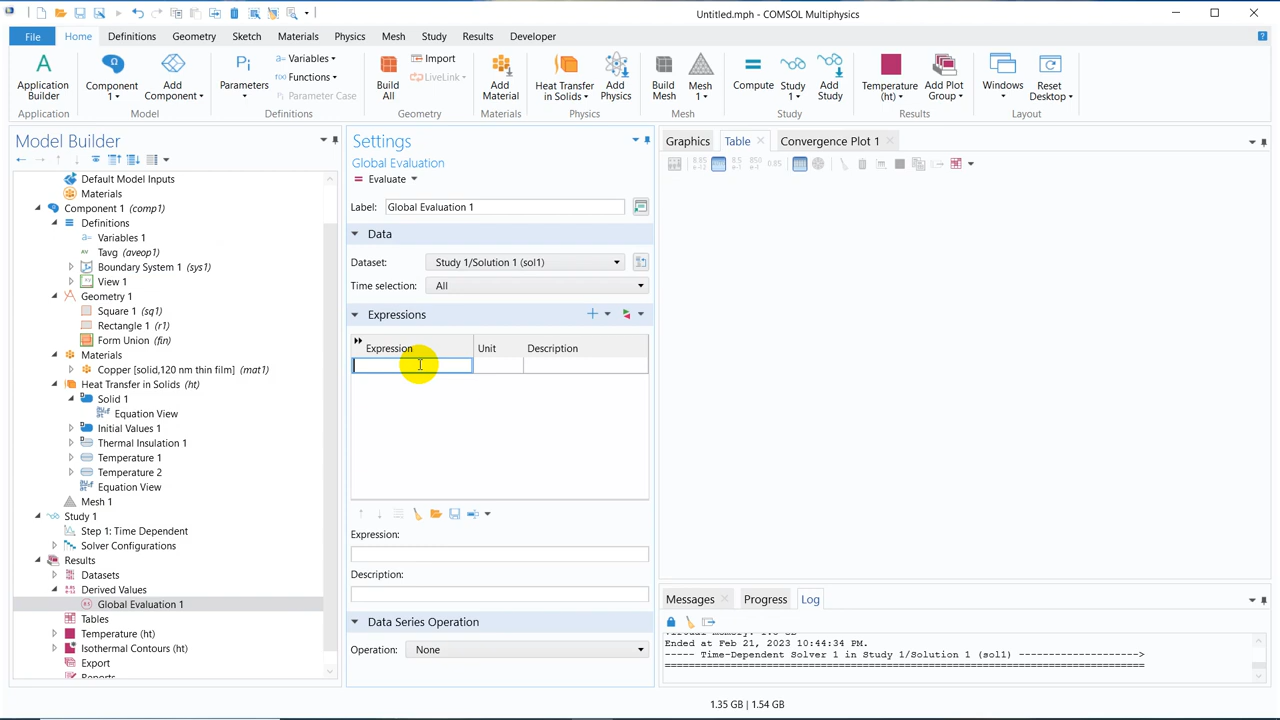 Untitled.mph - COMSOL Multiphysics
File Home Definitions Geometry Sketch Materials Physics Mesh Study Results Developer
Application Builder
Component 1
Add Component
Pi Parameters
a= Variables
f(x) Functions
Pi Parameter Case
Build All
Import
LiveLink
Add Material
Heat Transfer in Solids
Add Physics
Build Mesh
Mesh 1
Compute
Study 1
Add Study
Temperature (ht)
Add Plot Group
Windows
Reset Desktop
Application Model Definitions Geometry Materials Physics Mesh Study Results Layout
Model Builder
Default Model Inputs
Materials
Component 1 (comp1)
Definitions
a= Variables 1
AV Tavg (aveop1)
Boundary System 1 (sys1)
View 1
Geometry 1
Square 1 (sq1)
Rectangle 1 (r1)
Form Union (fin)
Materials
Copper [solid,120 nm thin film] (mat1)
Heat Transfer in Solids (ht)
Solid 1
Equation View
Initial Values 1
Thermal Insulation 1
Temperature 1
Temperature 2
Equation View
Mesh 1
Study 1
Step 1: Time Dependent
Solver Configurations
Results
Datasets
Derived Values
Global Evaluation 1
Tables
Temperature (ht)
Isothermal Contours (ht)
Export
Reports
Settings
Global Evaluation
= Evaluate
Label: Global Evaluation 1
Data
Dataset: Study 1/Solution 1 (sol1)
Time selection: All
Expressions
Expression Unit Description
Expression:
Description:
Data Series Operation
Operation: None
Graphics Table Convergence Plot 1
Messages Progress Log
Ended at Feb 21, 2023 10:44:34 PM.
----- Time-Dependent Solver 1 in Study 1/Solution 1 (sol1) -------------------->
1.35 GB | 1.54 GB